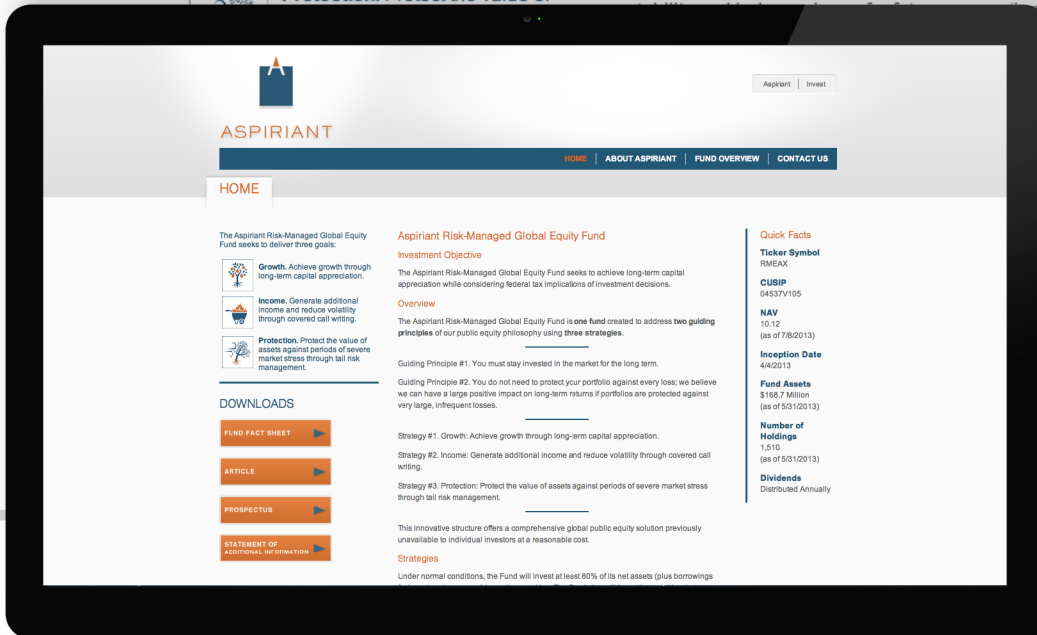 Aspiriant | Invest
A
ASPIRIANT
HOME | ABOUT ASPIRIANT | FUND OVERVIEW | CONTACT US
HOME
The Aspiriant Risk-Managed Global Equity
Fund seeks to deliver three goals:
Growth. Achieve growth through
long-term capital appreciation.
Income. Generate additional
income and reduce volatility
through covered call writing.
Protection. Protect the value of
assets against periods of severe
market stress through tail risk
management.
DOWNLOADS
FUND FACT SHEET
ARTICLE
PROSPECTUS
STATEMENT OF
ADDITIONAL INFORMATION
Aspiriant Risk-Managed Global Equity Fund
Investment Objective
The Aspiriant Risk-Managed Global Equity Fund seeks to achieve long-term capital
appreciation while considering federal tax implications of investment decisions.
Overview
The Aspiriant Risk-Managed Global Equity Fund is one fund created to address two guiding
principles of our public equity philosophy using three strategies.
Guiding Principle #1. You must stay invested in the market for the long term.
Guiding Principle #2. You do not need to protect your portfolio against every loss; we believe
we can have a large positive impact on long-term returns if portfolios are protected against
very large, infrequent losses.
Strategy #1. Growth: Achieve growth through long-term capital appreciation.
Strategy #2. Income: Generate additional income and reduce volatility through covered call
writing.
Strategy #3. Protection: Protect the value of assets against periods of severe market stress
through tail risk management.
This innovative structure offers a comprehensive global public equity solution previously
unavailable to individual investors at a reasonable cost.
Strategies
Under normal conditions, the Fund will invest at least 80% of its net assets (plus borrowings
Quick Facts
Ticker Symbol
RMEAX
CUSIP
04537V105
NAV
10.12
(as of 7/8/2013)
Inception Date
4/4/2013
Fund Assets
$168.7 Million
(as of 5/31/2013)
Number of
Holdings
1,510
(as of 5/31/2013)
Dividends
Distributed Annually